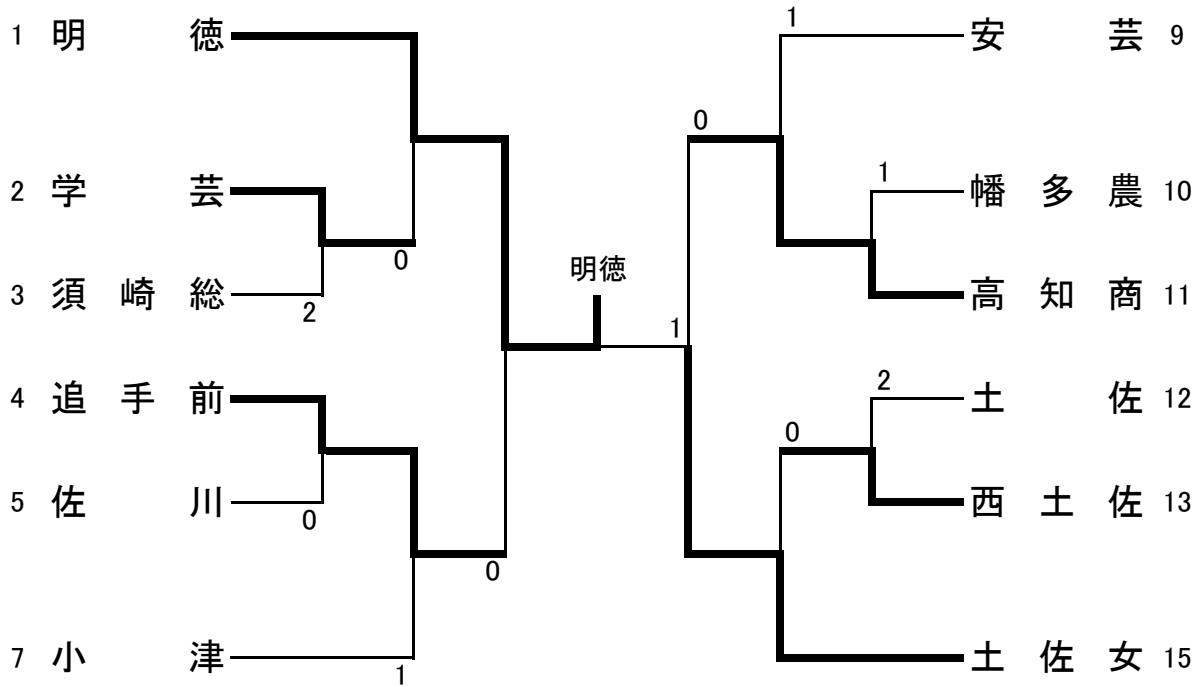 1 明徳
2 学芸
3 須崎総
4 追手前
5 佐川
7 小津
0
2
0
0
1
明徳
1
0
1
1
2
0
安芸 9
幡多農 10
高知商 11
土佐 12
西土佐 13
土佐女 15